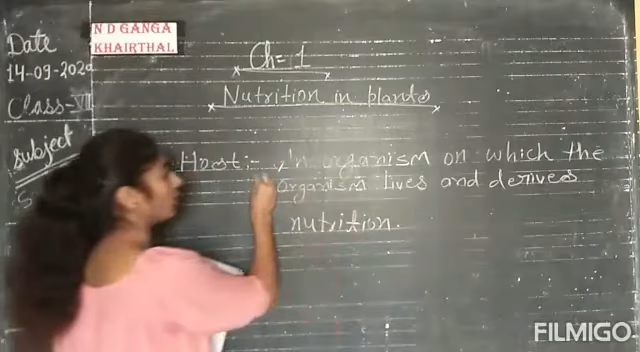 Date
N D GANGA
KHAIRTHAL
Ch= 1
14-09-2020
Nutrition in plants
Class-VII
Subject
Host:- An organism on which the
organism lives and derives
S
nutrition.
FILMIGO